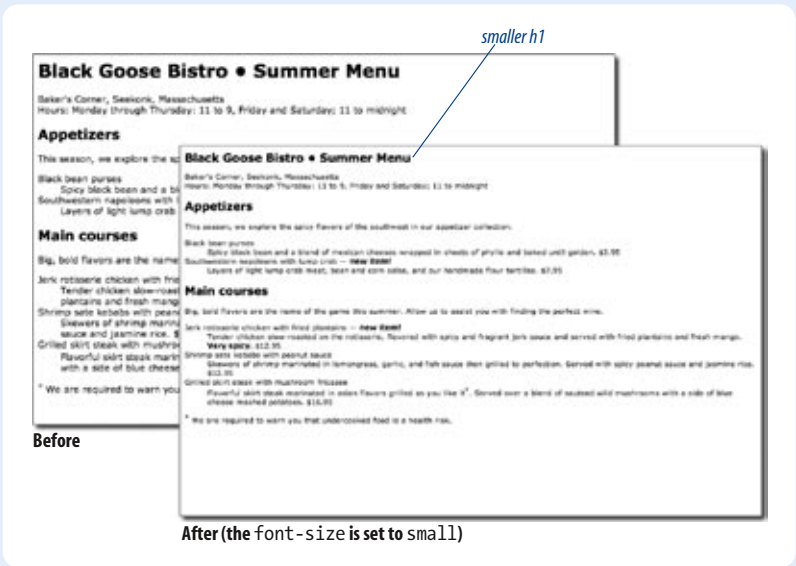 smaller h1
Black Goose Bistro • Summer Menu
Baker's Corner, Seekonk, Massachusetts
Hours: Monday through Thursday: 11 to 9, Friday and Saturday; 11 to midnight
Appetizers
This season, we explore the sp
Black bean purses
Spicy black bean and a bl
Southwestern napoleons with l
Layers of light lump crab
Main courses
Big, bold flavors are the name
Jerk rotisserie chicken with frie
Tender chicken slow-roast
plantains and fresh mang
Shrimp sate kebabs with peanu
Skewers of shrimp marin
sauce and jasmine rice. $
Grilled skirt steak with mushroo
Flavorful skirt steak marin
with a side of blue cheese
* We are required to warn you
Before
Black Goose Bistro • Summer Menu
Baker's Corner, Seekonk, Massachusetts
Hours: Monday through Thursday: 11 to 9, Friday and Saturday; 11 to midnight
Appetizers
This season, we explore the spicy flavors of the southwest in our appetizer collection.
Black bean purses
Spicy black bean and a blend of mexican cheeses wrapped in sheets of phyllo and baked until golden. $3.95
Southwestern napoleons with lump crab — new item!
Layers of light lump crab meat, bean and corn salsa, and our handmade flour tortillas. $7.95
Main courses
Big, bold flavors are the name of the game this summer. Allow us to assist you with finding the perfect wine.
Jerk rotisserie chicken with fried plantains — new item!
Tender chicken slow-roasted on the rotisserie, flavored with spicy and fragrant jerk sauce and served with fried plantains and fresh mango.
Very spicy. $12.95
Shrimp sate kebabs with peanut sauce
Skewers of shrimp marinated in lemongrass, garlic, and fish sauce then grilled to perfection. Served with spicy peanut sauce and jasmine rice.
$12.95
Grilled skirt steak with mushroom fricasee
Flavorful skirt steak marinated in asian flavors grilled as you like it*. Served over a blend of sauteed wild mushrooms with a side of blue
cheese mashed potatoes. $16.95
* We are required to warn you that undercooked food is a health risk.
After (the font-size is set to small)